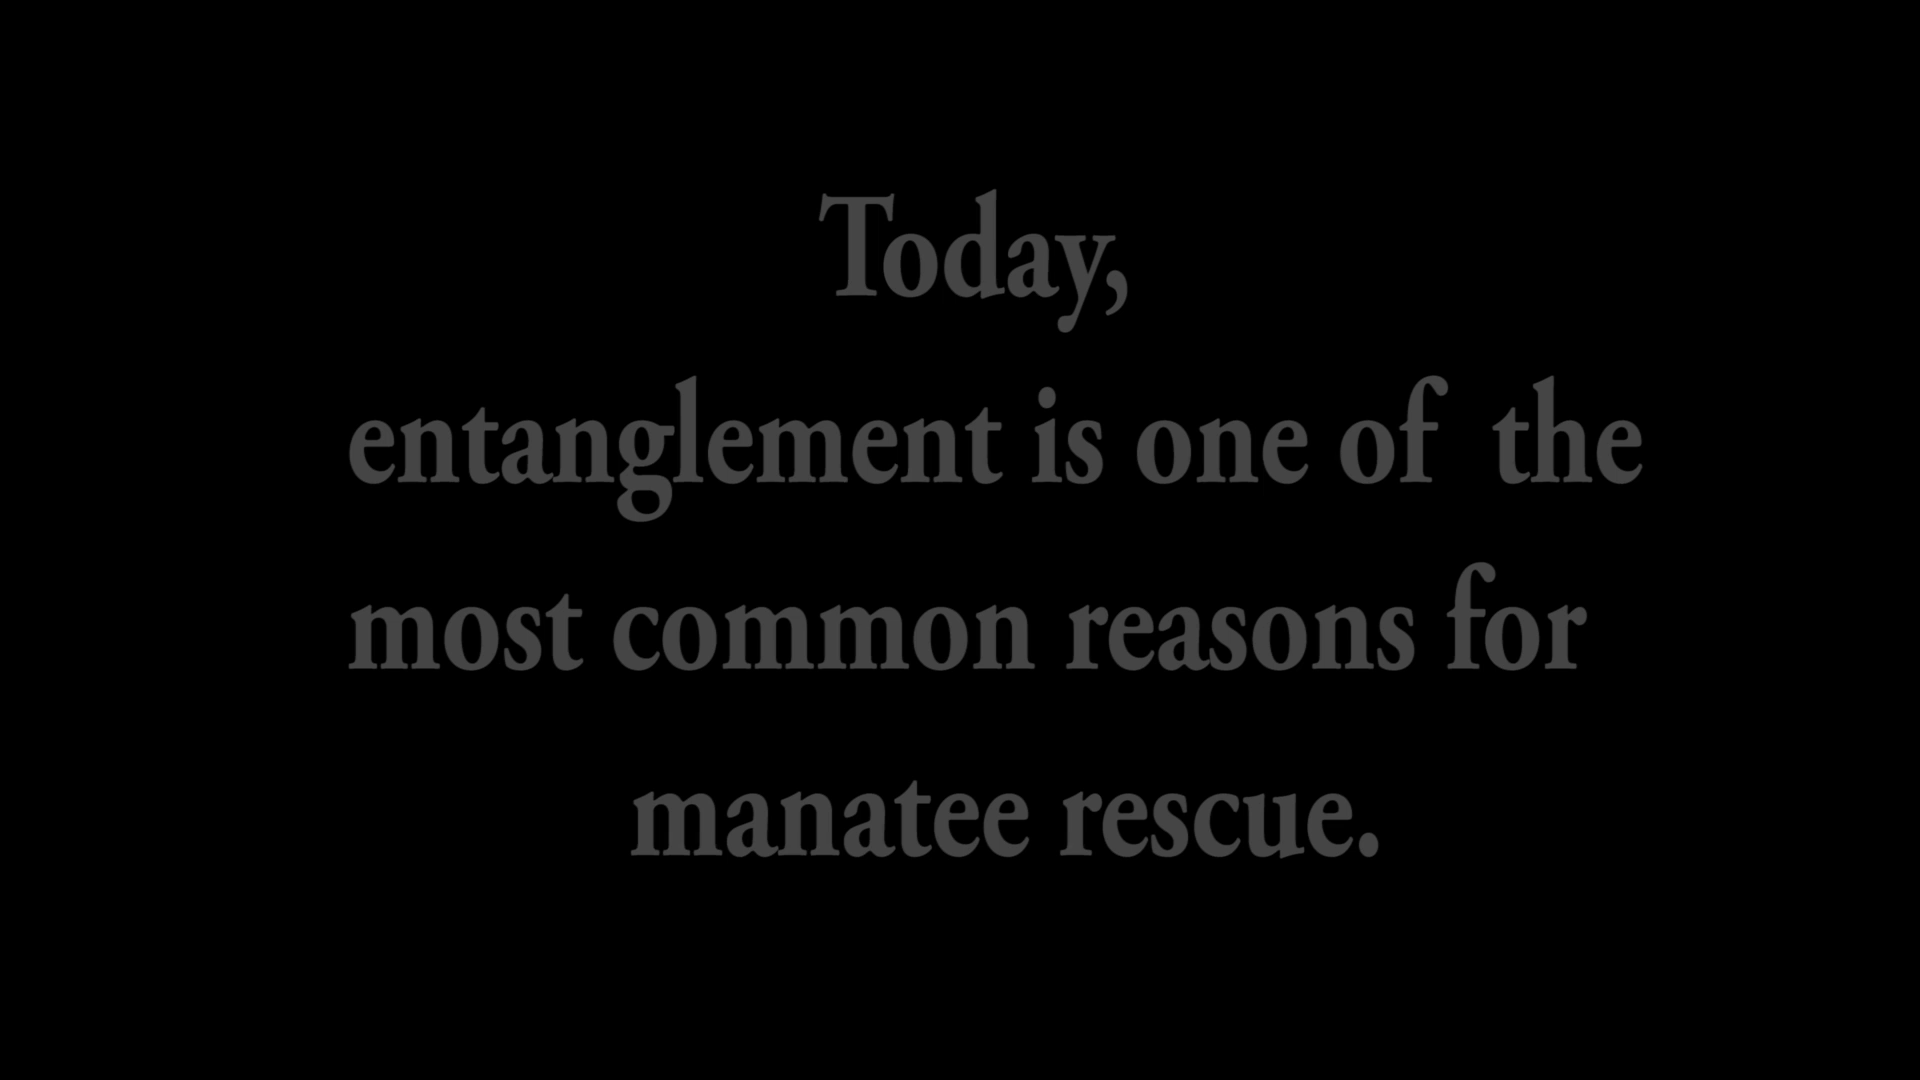 Today,
entanglement is one of the
most common reasons for
manatee rescue.